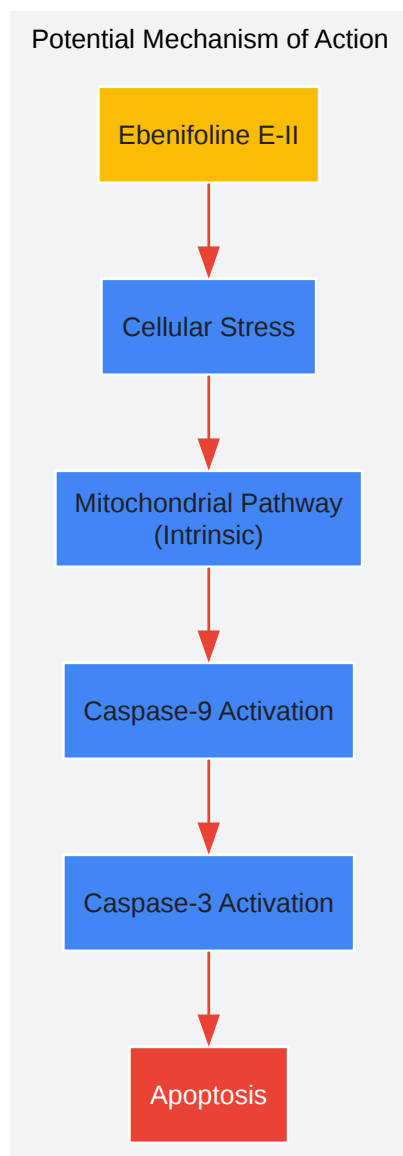 Potential Mechanism of Action
Ebenifoline E-II
Cellular Stress
Mitochondrial Pathway
(Intrinsic)
Caspase-9 Activation
Caspase-3 Activation
Apoptosis